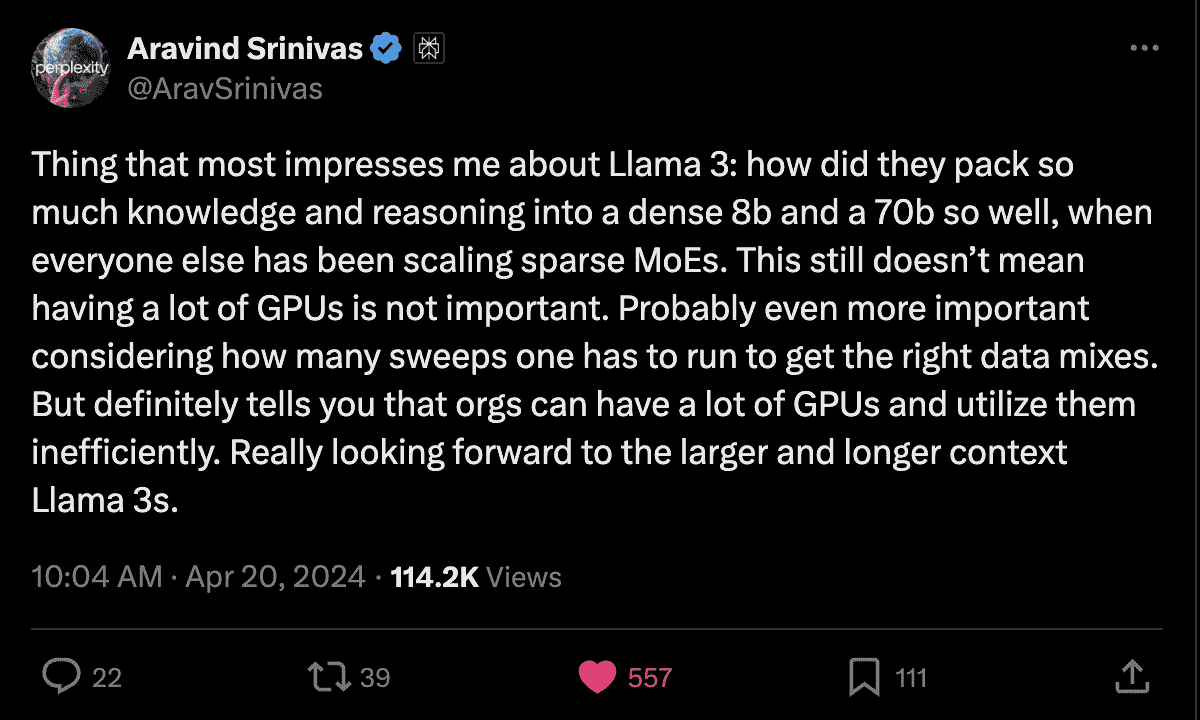 perplexity
Aravind Srinivas
@AravSrinivas
Thing that most impresses me about Llama 3: how did they pack so
much knowledge and reasoning into a dense 8b and a 70b so well, when
everyone else has been scaling sparse MoEs. This still doesn’t mean
having a lot of GPUs is not important. Probably even more important
considering how many sweeps one has to run to get the right data mixes.
But definitely tells you that orgs can have a lot of GPUs and utilize them
inefficiently. Really looking forward to the larger and longer context
Llama 3s.
10:04 AM · Apr 20, 2024 · 114.2K Views
22 39 557 111